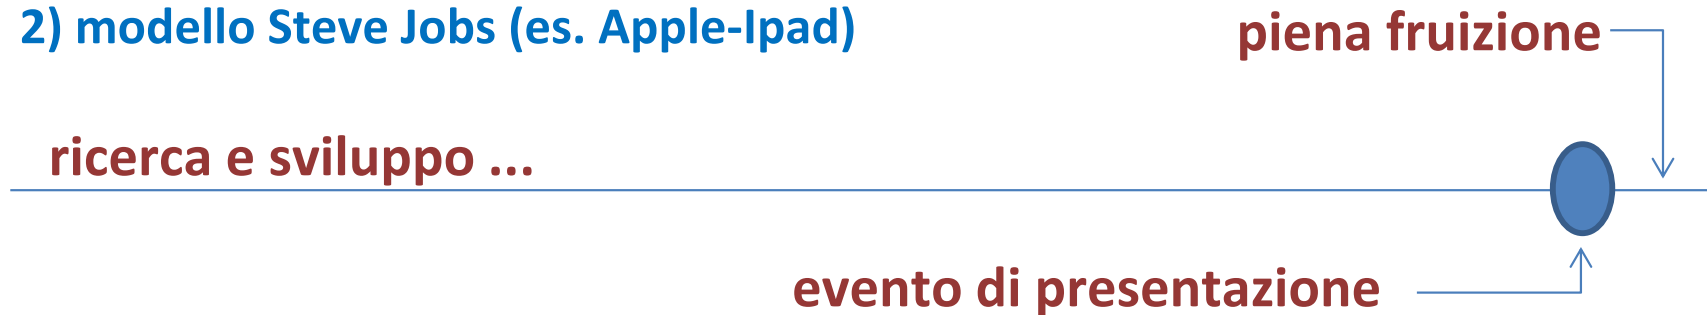 2) modello Steve Jobs (es. Apple-Ipad)
piena fruizione
ricerca e sviluppo ...
evento di presentazione